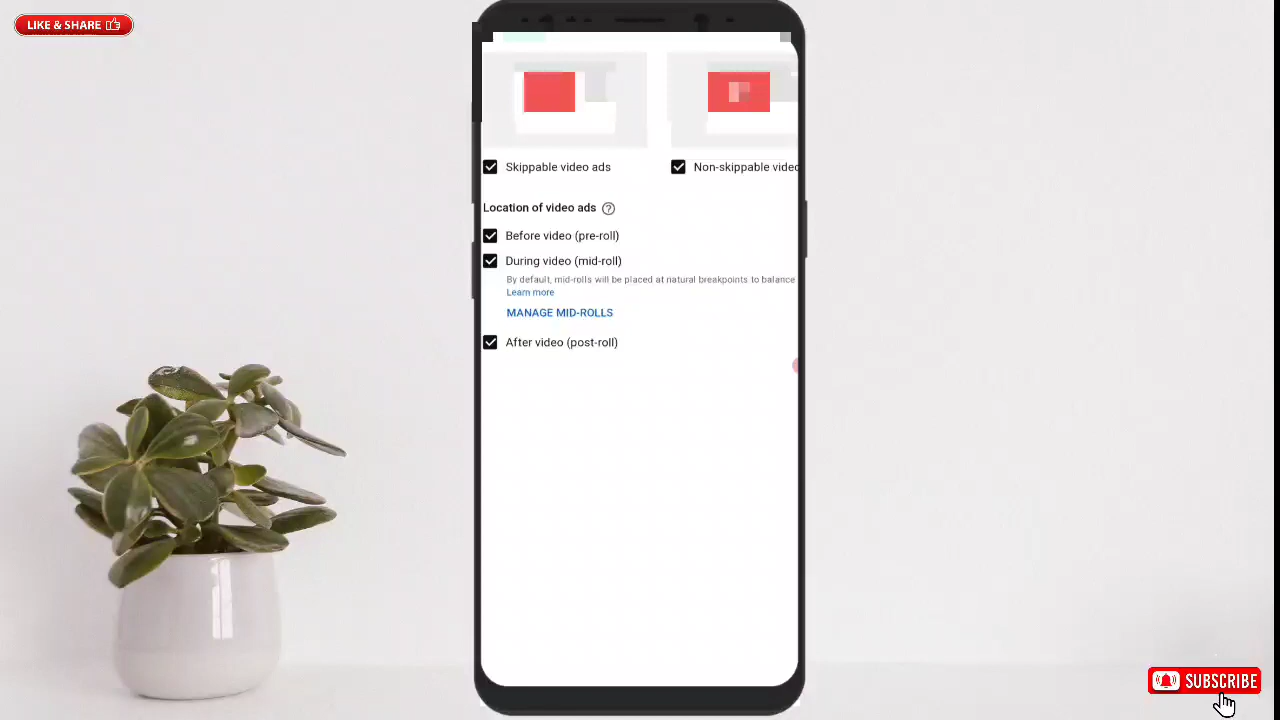 LIKE & SHARE
Skippable video ads
Non-skippable video
Location of video ads
Before video (pre-roll)
During video (mid-roll)
By default, mid-rolls will be placed at natural breakpoints to balance
Learn more
MANAGE MID-ROLLS
After video (post-roll)
SUBSCRIBE